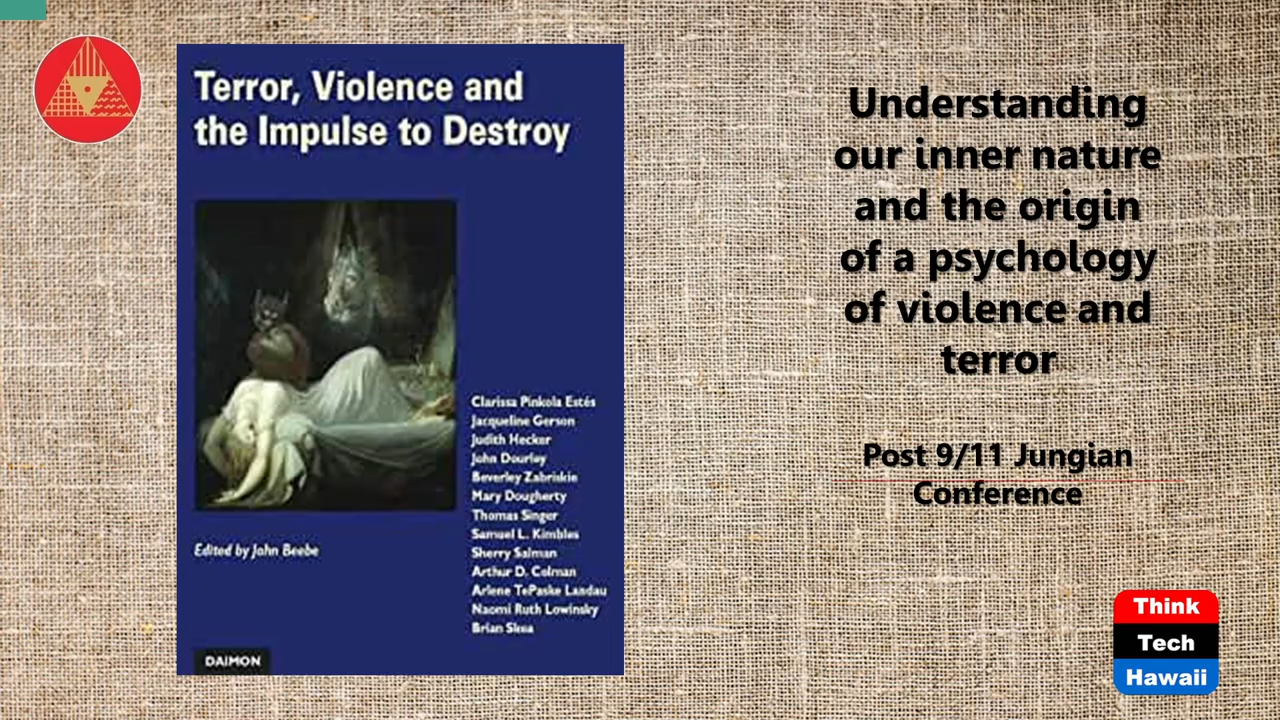 Terror, Violence and
the Impulse to Destroy
Clarissa Pinkola Estés
Jacqueline Gerson
Judith Hecker
John Dourley
Beverley Zabriskie
Mary Dougherty
Thomas Singer
Samuel L. Kimbles
Sherry Salman
Arthur D. Colman
Arlene TePaske Landau
Naomi Ruth Lowinsky
Brian Skea
Edited by John Beebe
DAIMON
Understanding
our inner nature
and the origin
of a psychology
of violence and
terror
Post 9/11 Jungian
Conference
Think
Tech
Hawaii